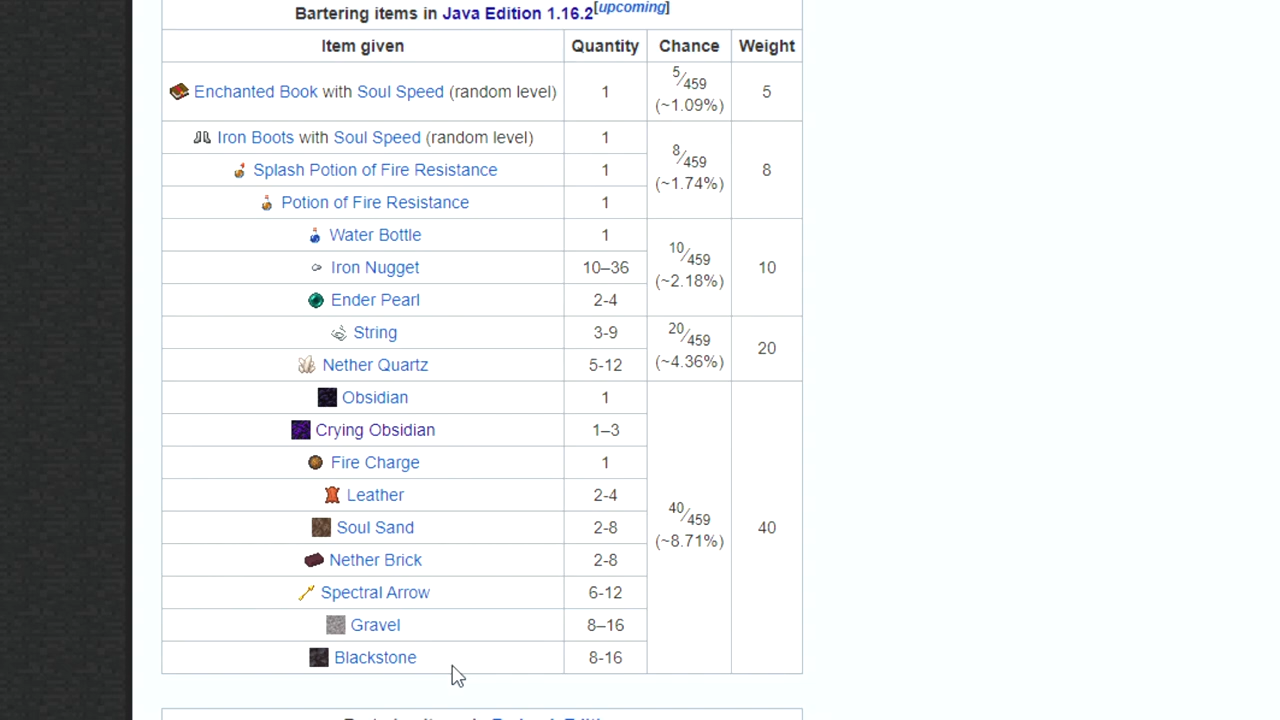 Bartering items in Java Edition 1.16.2[upcoming]
Item given Quantity Chance Weight
Enchanted Book with Soul Speed (random level) 1 5⁄459 (~1.09%) 5
Iron Boots with Soul Speed (random level) 1 8⁄459 (~1.74%) 8
Splash Potion of Fire Resistance 1
Potion of Fire Resistance 1
Water Bottle 1 10⁄459 (~2.18%) 10
Iron Nugget 10–36
Ender Pearl 2-4
String 3-9 20⁄459 (~4.36%) 20
Nether Quartz 5-12
Obsidian 1 40⁄459 (~8.71%) 40
Crying Obsidian 1–3
Fire Charge 1
Leather 2-4
Soul Sand 2-8
Nether Brick 2-8
Spectral Arrow 6-12
Gravel 8–16
Blackstone 8-16